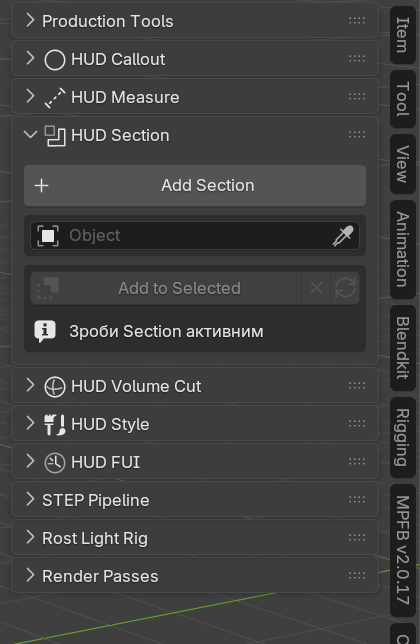 Production Tools
HUD Callout
HUD Measure
HUD Section
Add Section
Object
Add to Selected
Зроби Section активним
HUD Volume Cut
HUD Style
HUD FUI
STEP Pipeline
Rost Light Rig
Render Passes
Item
Tool
View
Animation
Blendkit
Rigging
MPFB v2.0.17